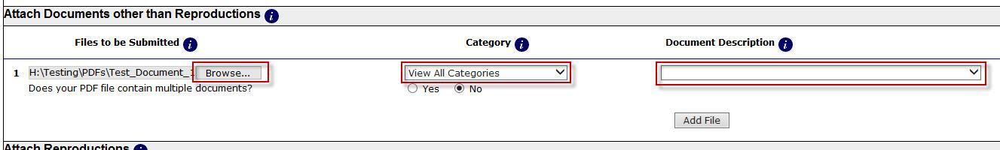 Attach Documents other than Reproductions i
Files to be Submitted i Category i Document Description i
1 H:\Testing\PDFs\Test_Document_ Browse... View All Categories
Does your PDF file contain multiple documents? Yes No
Add File
Attach Reproductions i